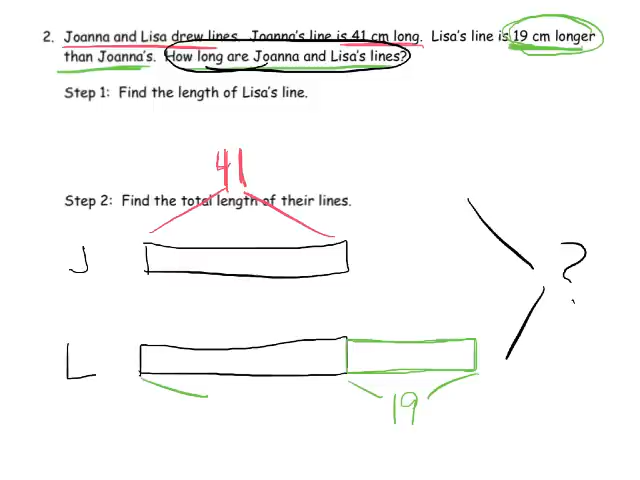 2. Joanna and Lisa drew lines. Joanna's line is 41 cm long. Lisa's line is 19 cm longer
than Joanna's. How long are Joanna and Lisa's lines?
Step 1: Find the length of Lisa's line.
41
Step 2: Find the total length of their lines.
J
?
L
19